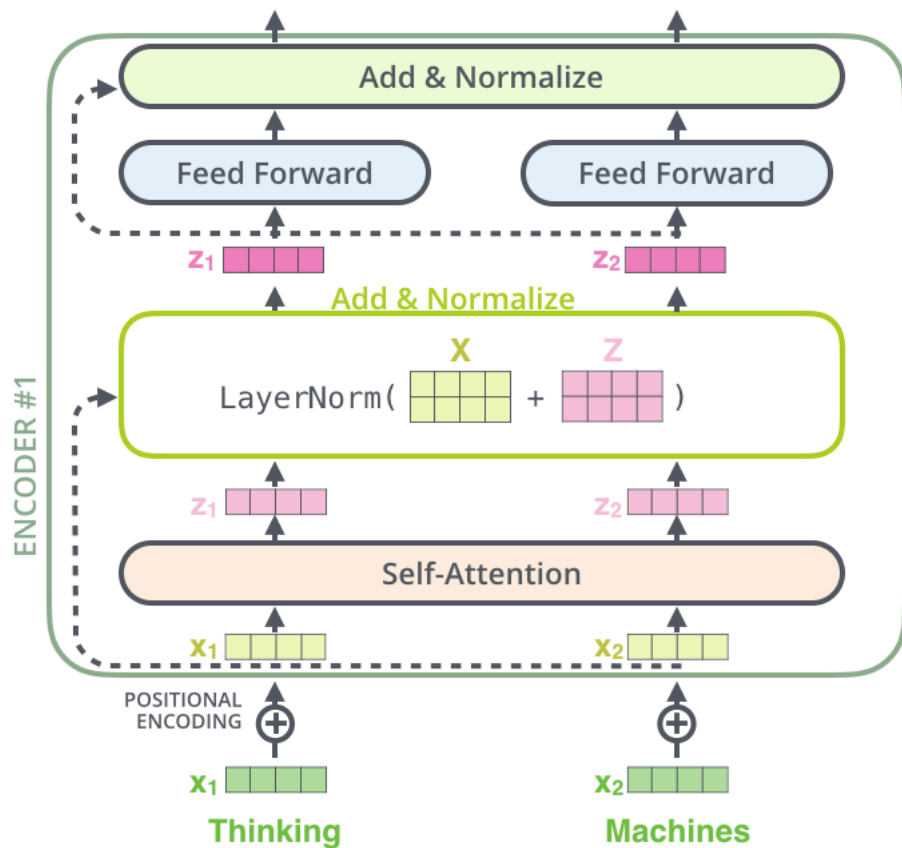 Add & Normalize
Feed Forward Feed Forward
z₁ z₂
Add & Normalize
X Z
LayerNorm( + )
ENCODER #1
z₁ z₂
Self-Attention
x₁ x₂
POSITIONAL
ENCODING
x₁ x₂
Thinking Machines